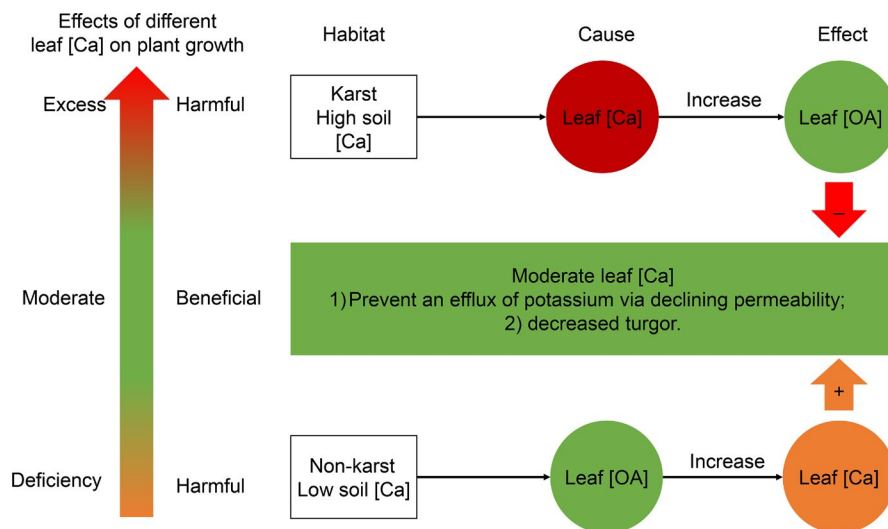 Effects of different
leaf [Ca] on plant growth
Excess
Harmful
Moderate
Beneficial
Deficiency
Harmful
Habitat
Cause
Effect
Karst
High soil
[Ca]
Leaf [Ca]
Increase
Leaf [OA]
–
Moderate leaf [Ca]
1) Prevent an efflux of potassium via declining permeability;
2) decreased turgor.
+
Non-karst
Low soil [Ca]
Leaf [OA]
Increase
Leaf [Ca]